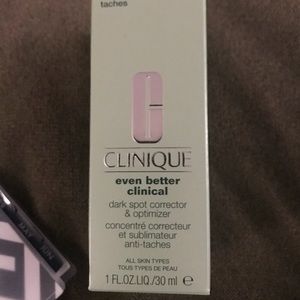 taches
CLINIQUE
even better
clinical
dark spot corrector
& optimizer
concentré correcteur
et sublimateur
anti-taches
ALL SKIN TYPES
TOUS TYPES DE PEAU
1 FL.OZ.LIQ./30 ml ℮